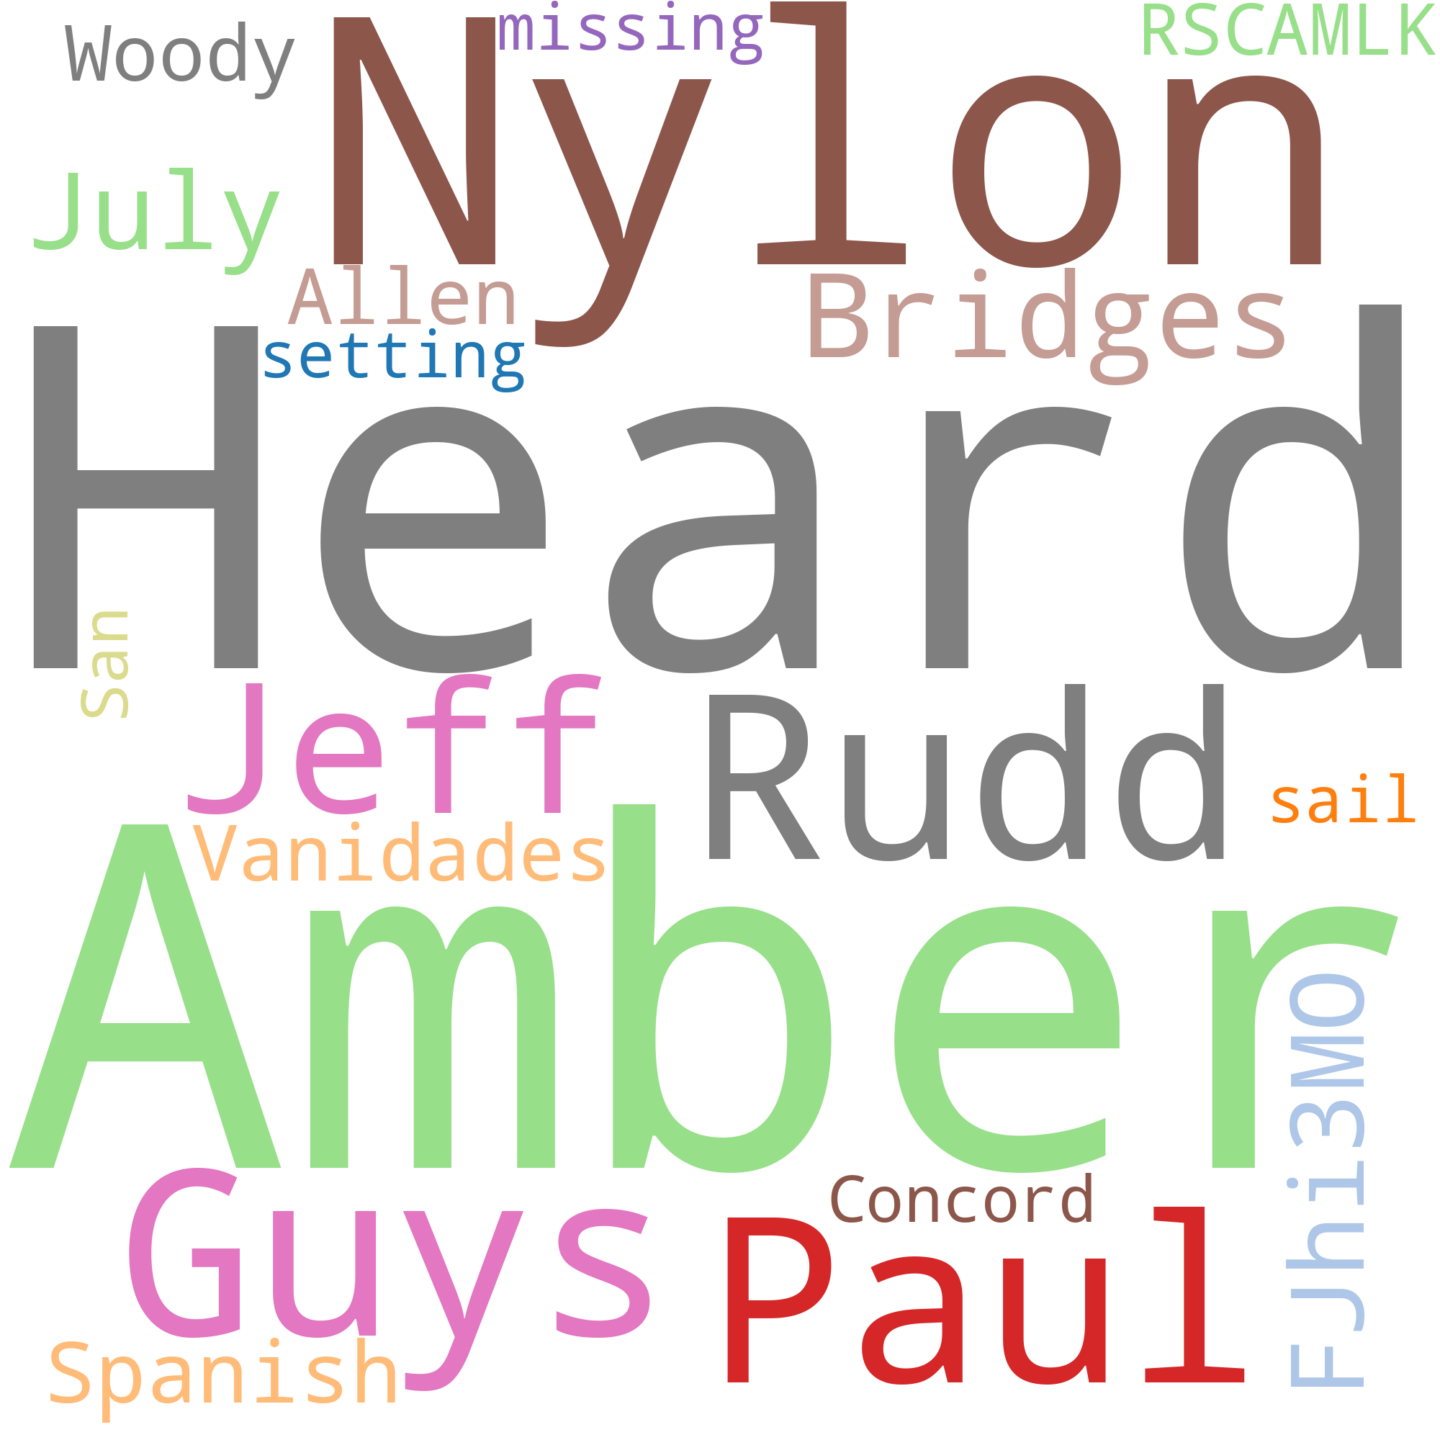 Woody
missing
RSCAMLK
Nylon
July
Allen
Bridges
setting
Heard
San
Jeff
Rudd
sail
Vanidades
Amber
FJhi3MO
Guys
Concord
Paul
Spanish